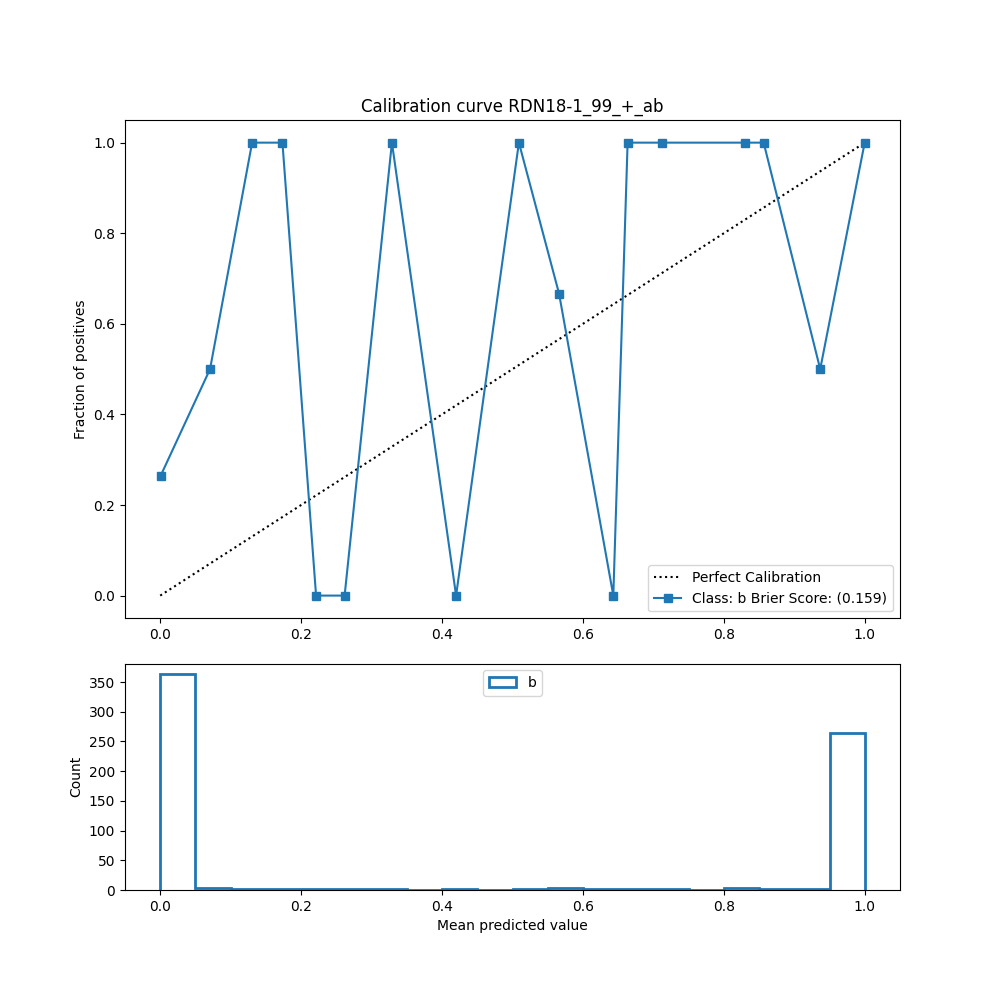 Calibration curve RDN18-1_99_+_ab
Fraction of positives
1.0
0.8
0.6
0.4
0.2
0.0
0.0 0.2 0.4 0.6 0.8 1.0
Perfect Calibration
Class: b Brier Score: (0.159)
Count
350
300
250
200
150
100
50
0
b
0.0 0.2 0.4 0.6 0.8 1.0
Mean predicted value